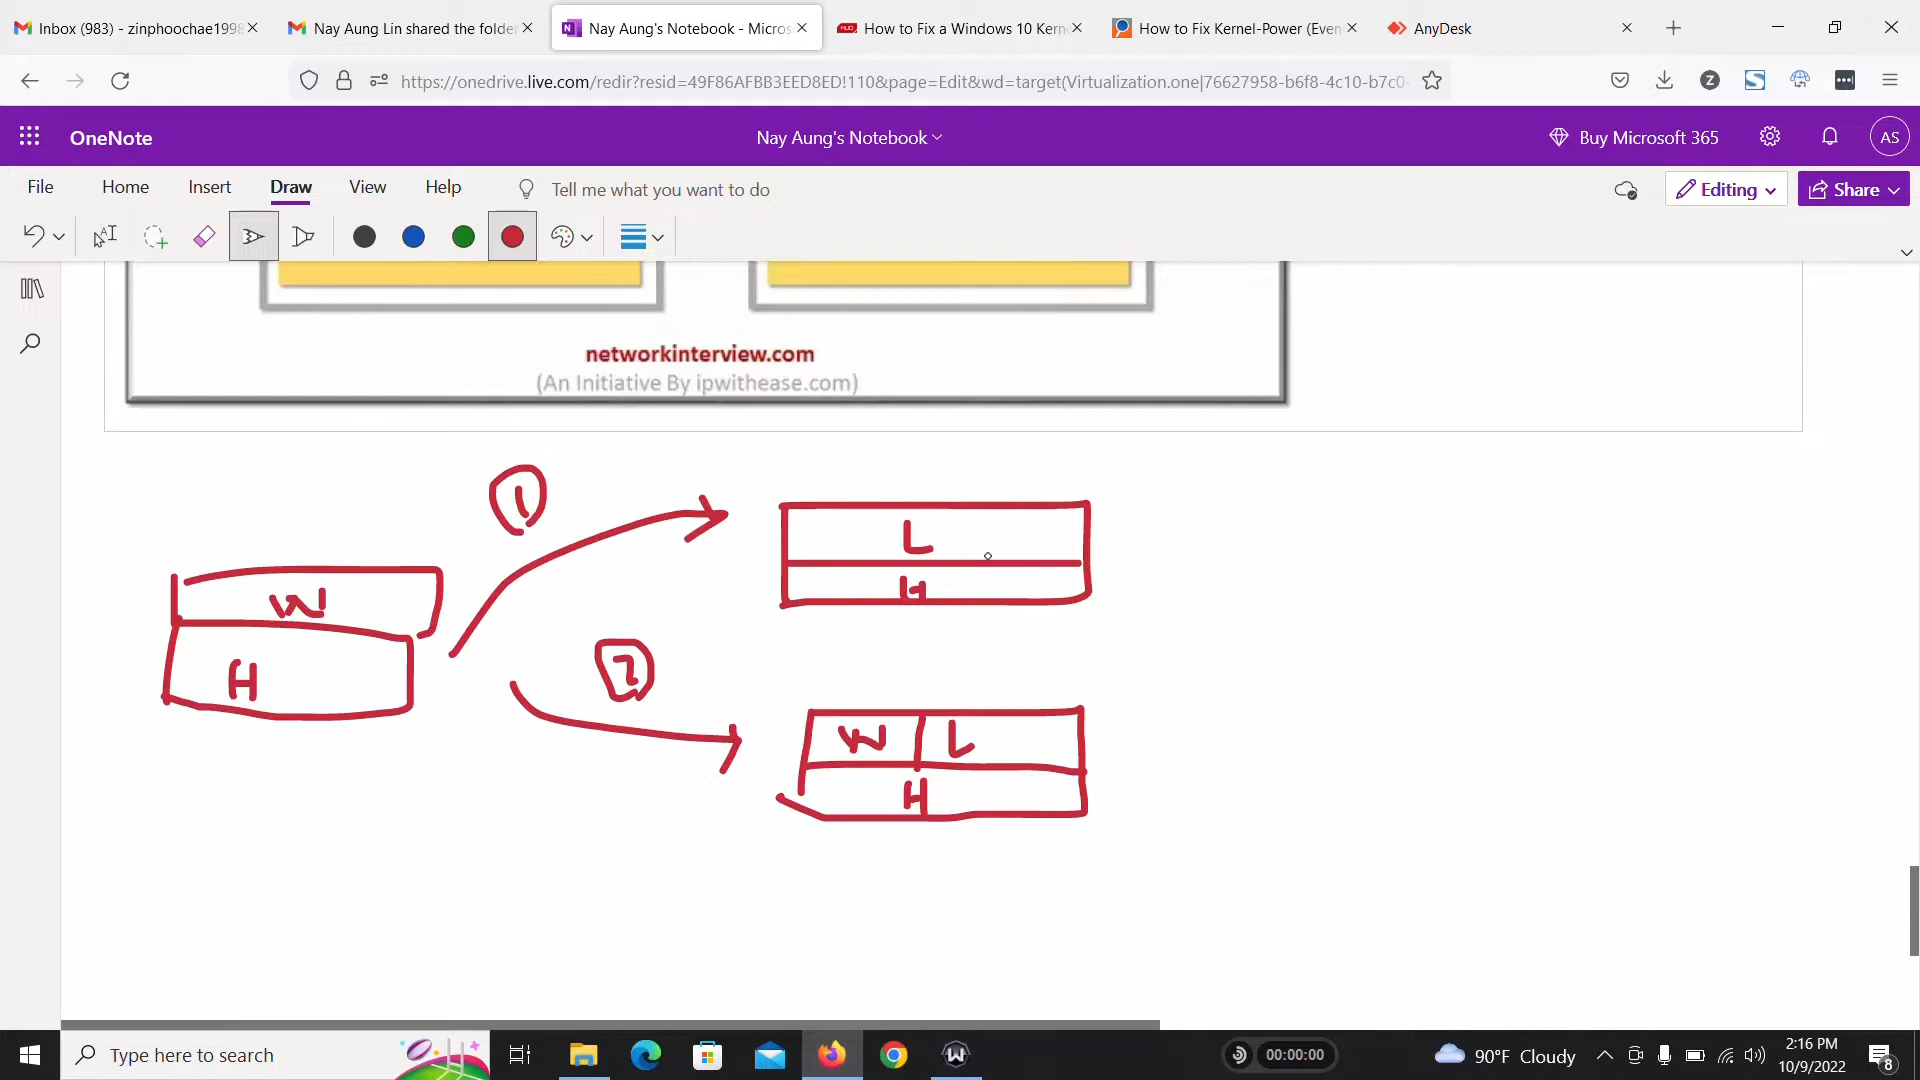 Inbox (983) - zinphoochae1998
Nay Aung Lin shared the folder
Nay Aung's Notebook - Micros
How to Fix a Windows 10 Kern
How to Fix Kernel-Power (Even
AnyDesk
https://onedrive.live.com/redir?resid=49F86AFBB3EED8ED!110&page=Edit&wd=target(Virtualization.one|76627958-b6f8-4c10-b7c0-
OneNote
Nay Aung's Notebook
Buy Microsoft 365
AS
File Home Insert Draw View Help Tell me what you want to do
Editing
Share
networkinterview.com
(An Initiative By ipwithease.com)
1
L
H
W
H
2
W L
H
Type here to search
00:00:00
90°F Cloudy
2:16 PM
10/9/2022
8